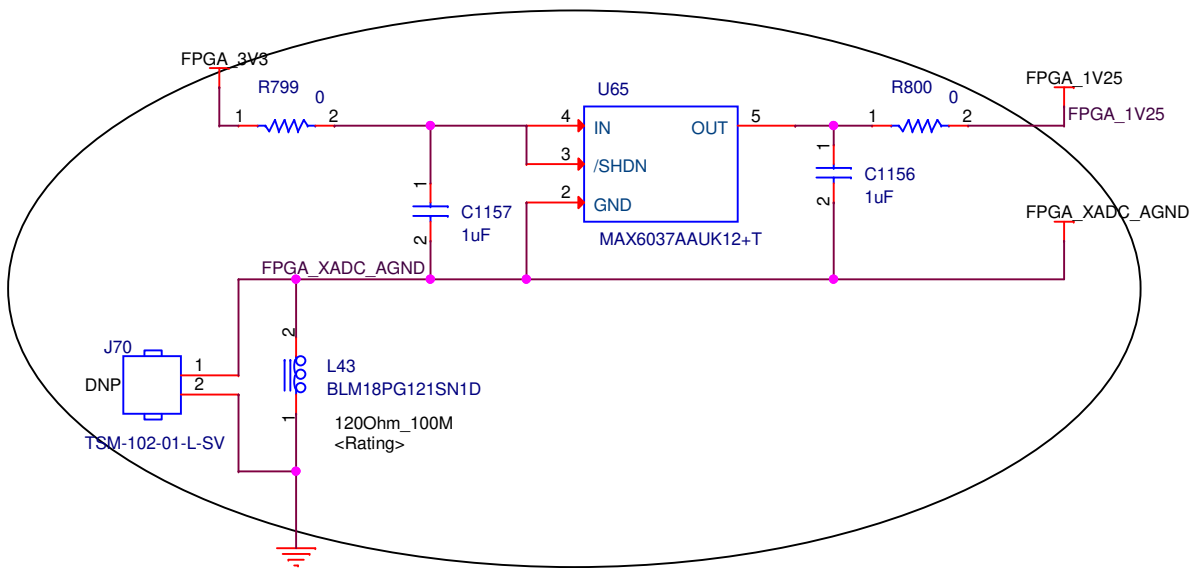 FPGA_3V3
R799
0
1
2
U65
4
IN
OUT
5
3
/SHDN
2
GND
MAX6037AAUK12+T
R800
0
1
2
FPGA_1V25
FPGA_1V25
1
C1156
1uF
2
1
C1157
1uF
2
FPGA_XADC_AGND
FPGA_XADC_AGND
J70
DNP
1
2
TSM-102-01-L-SV
2
L43
BLM18PG121SN1D
1
120Ohm_100M
<Rating>